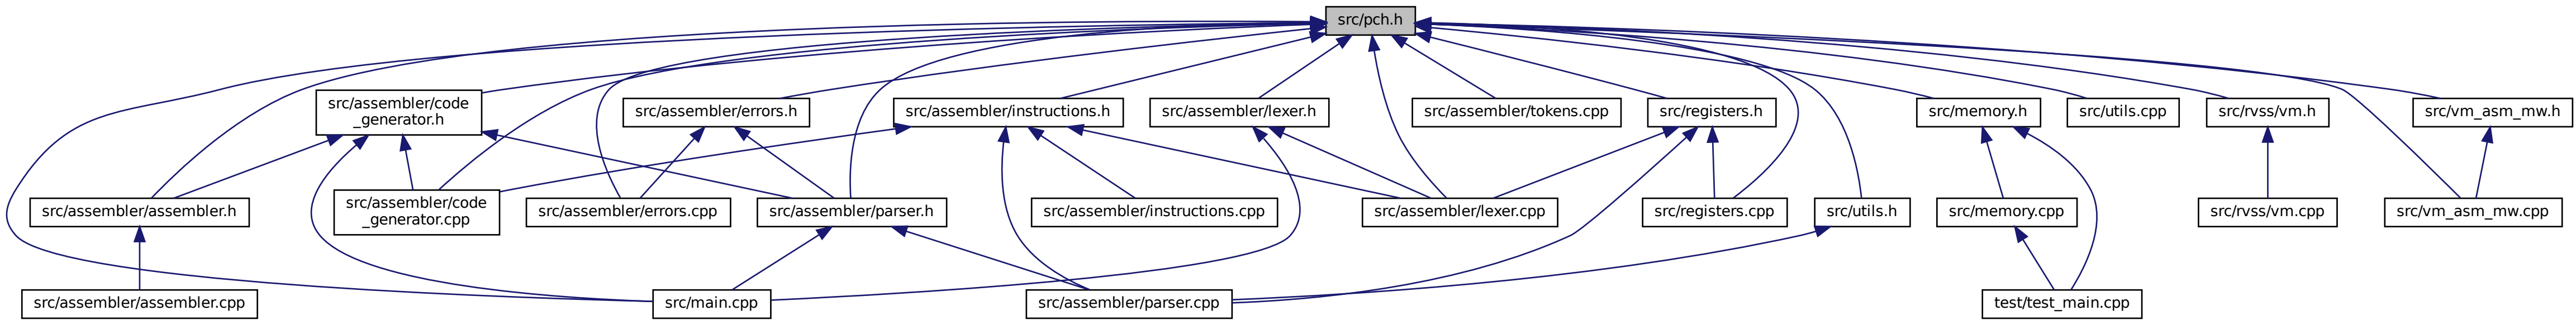 src/pch.h
src/assembler/code
_generator.h
src/assembler/errors.h
src/assembler/instructions.h
src/assembler/lexer.h
src/assembler/tokens.cpp
src/registers.h
src/memory.h
src/utils.cpp
src/rvss/vm.h
src/vm_asm_mw.h
src/assembler/assembler.h
src/assembler/code
_generator.cpp
src/assembler/errors.cpp
src/assembler/parser.h
src/assembler/instructions.cpp
src/assembler/lexer.cpp
src/registers.cpp
src/utils.h
src/memory.cpp
src/rvss/vm.cpp
src/vm_asm_mw.cpp
src/assembler/assembler.cpp
src/main.cpp
src/assembler/parser.cpp
test/test_main.cpp